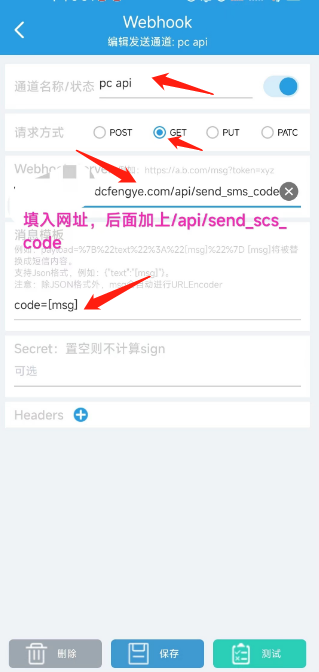 Webhook
编辑发送通道: pc api
通道名称/状态
pc api
请求方式
POST
GET
PUT
PATC
https://a.b.com/msg?token=xyz
dcfengye.com/api/send_sms_code
填入网址，后面加上/api/send_scs_
code
消息模板
payload=%7B%22text%22%3A%22[msg]%22%7D [msg]将被替
换成短信内容。
支持Json格式，例如：{"text":"[msg]"}。
注意：除JSON格式外，msg 自动进行URLEncoder
code=[msg]
Secret：置空则不计算sign
可选
Headers
删除
保存
测试